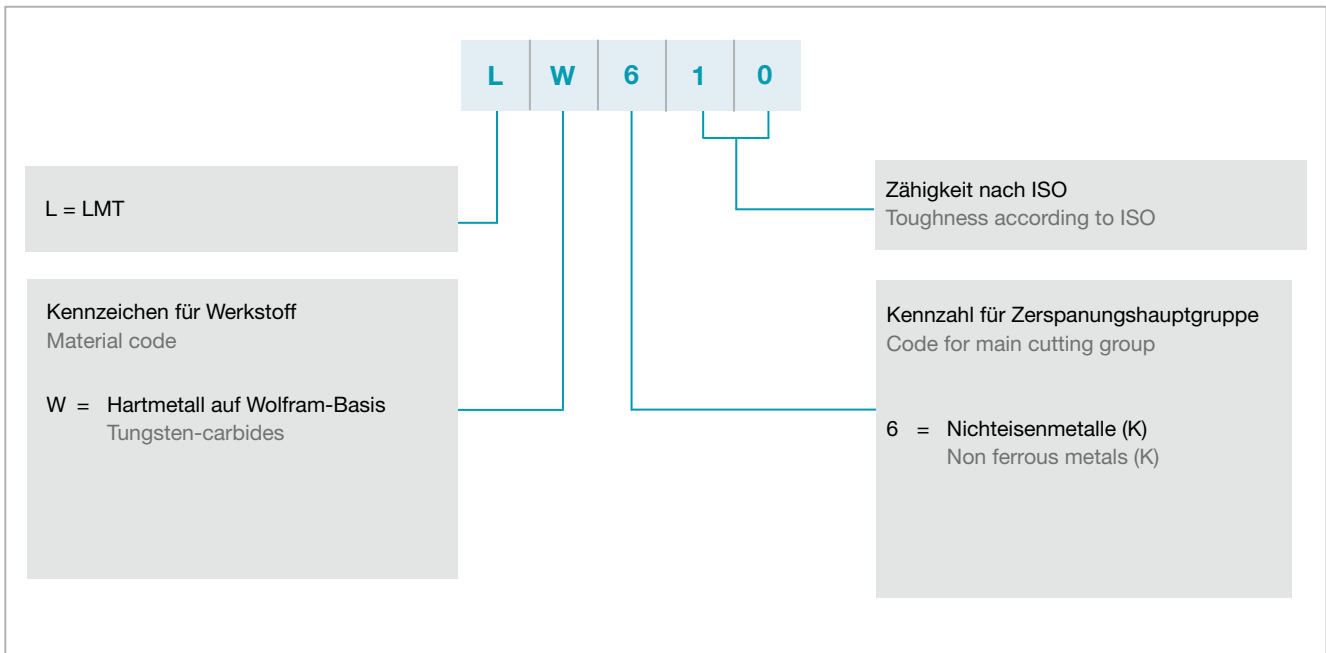 L W 6 1 0
L = LMT
Zähigkeit nach ISO
Toughness according to ISO
Kennzeichen für Werkstoff
Material code
W = Hartmetall auf Wolfram-Basis
Tungsten-carbides
Kennzahl für Zerspanungshauptgruppe
Code for main cutting group
6 = Nichteisenmetalle (K)
Non ferrous metals (K)